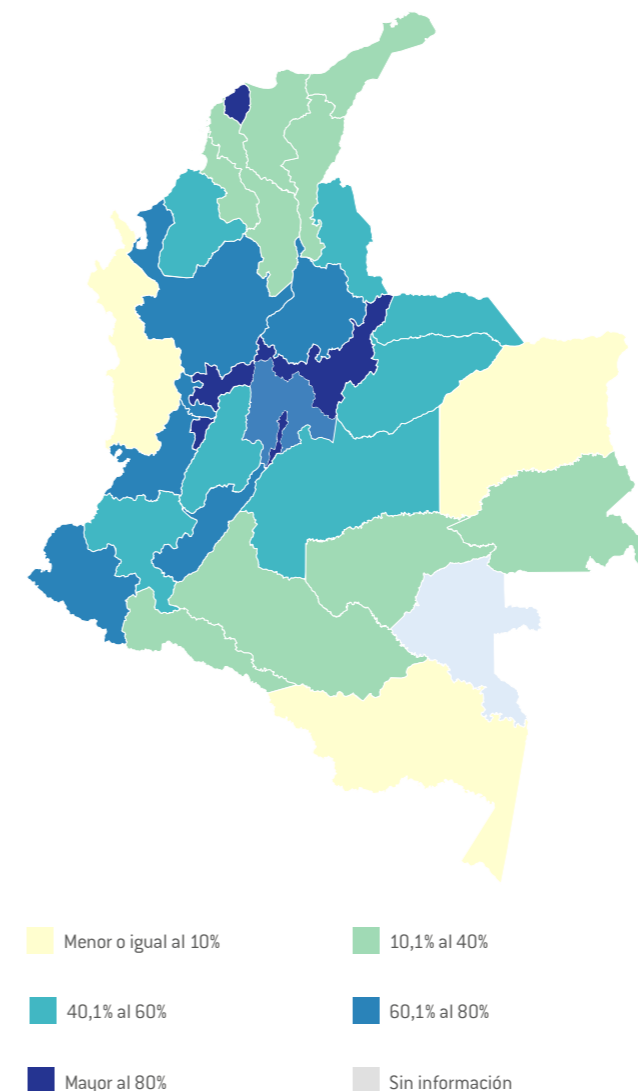 Menor o igual al 10%
10,1% al 40%
40,1% al 60%
60,1% al 80%
Mayor al 80%
Sin información